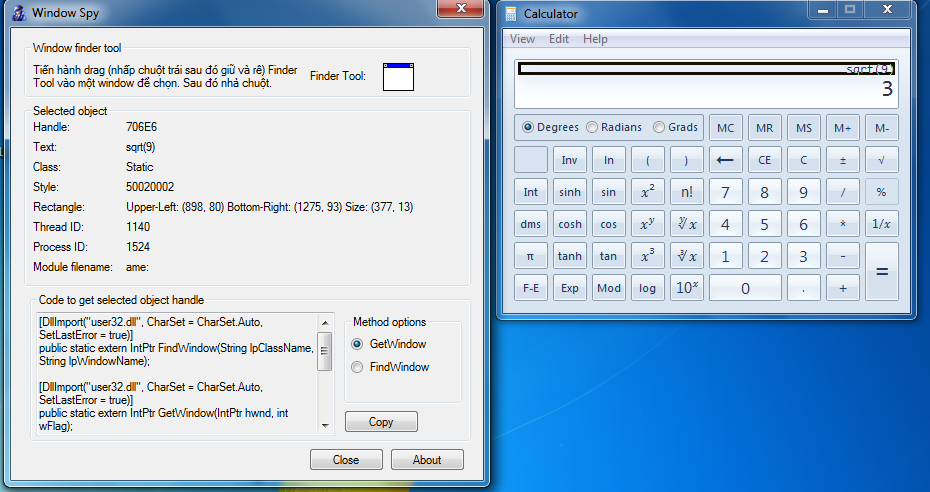 Window Spy
Window finder tool
Tiến hành drag (nhấp chuột trái sau đó giữ và rê) Finder
Tool vào một window để chọn. Sau đó nhả chuột.
Finder Tool:
Selected object
Handle: 706E6
Text: sqrt(9)
Class: Static
Style: 50020002
Rectangle: Upper-Left: (898, 80) Bottom-Right: (1275, 93) Size: (377, 13)
Thread ID: 1140
Process ID: 1524
Module filename: ame:
Code to get selected object handle
[DllImport("user32.dll", CharSet = CharSet.Auto,
SetLastError = true)]
public static extern IntPtr FindWindow(String lpClassName,
String lpWindowName);
[DllImport("user32.dll", CharSet = CharSet.Auto,
SetLastError = true)]
public static extern IntPtr GetWindow(IntPtr hwnd, int
wFlag);
Method options
GetWindow
FindWindow
Copy
Close About
Calculator
View Edit Help
sqrt(9)
3
Degrees Radians Grads MC MR MS M+ M-
Inv ln ( ) ← CE C ± √
Int sinh sin x² n! 7 8 9 / %
dms cosh cos xʸ ʸ√x 4 5 6 * 1/x
π tanh tan x³ ³√x 1 2 3 - =
F-E Exp Mod log 10ˣ 0 . +